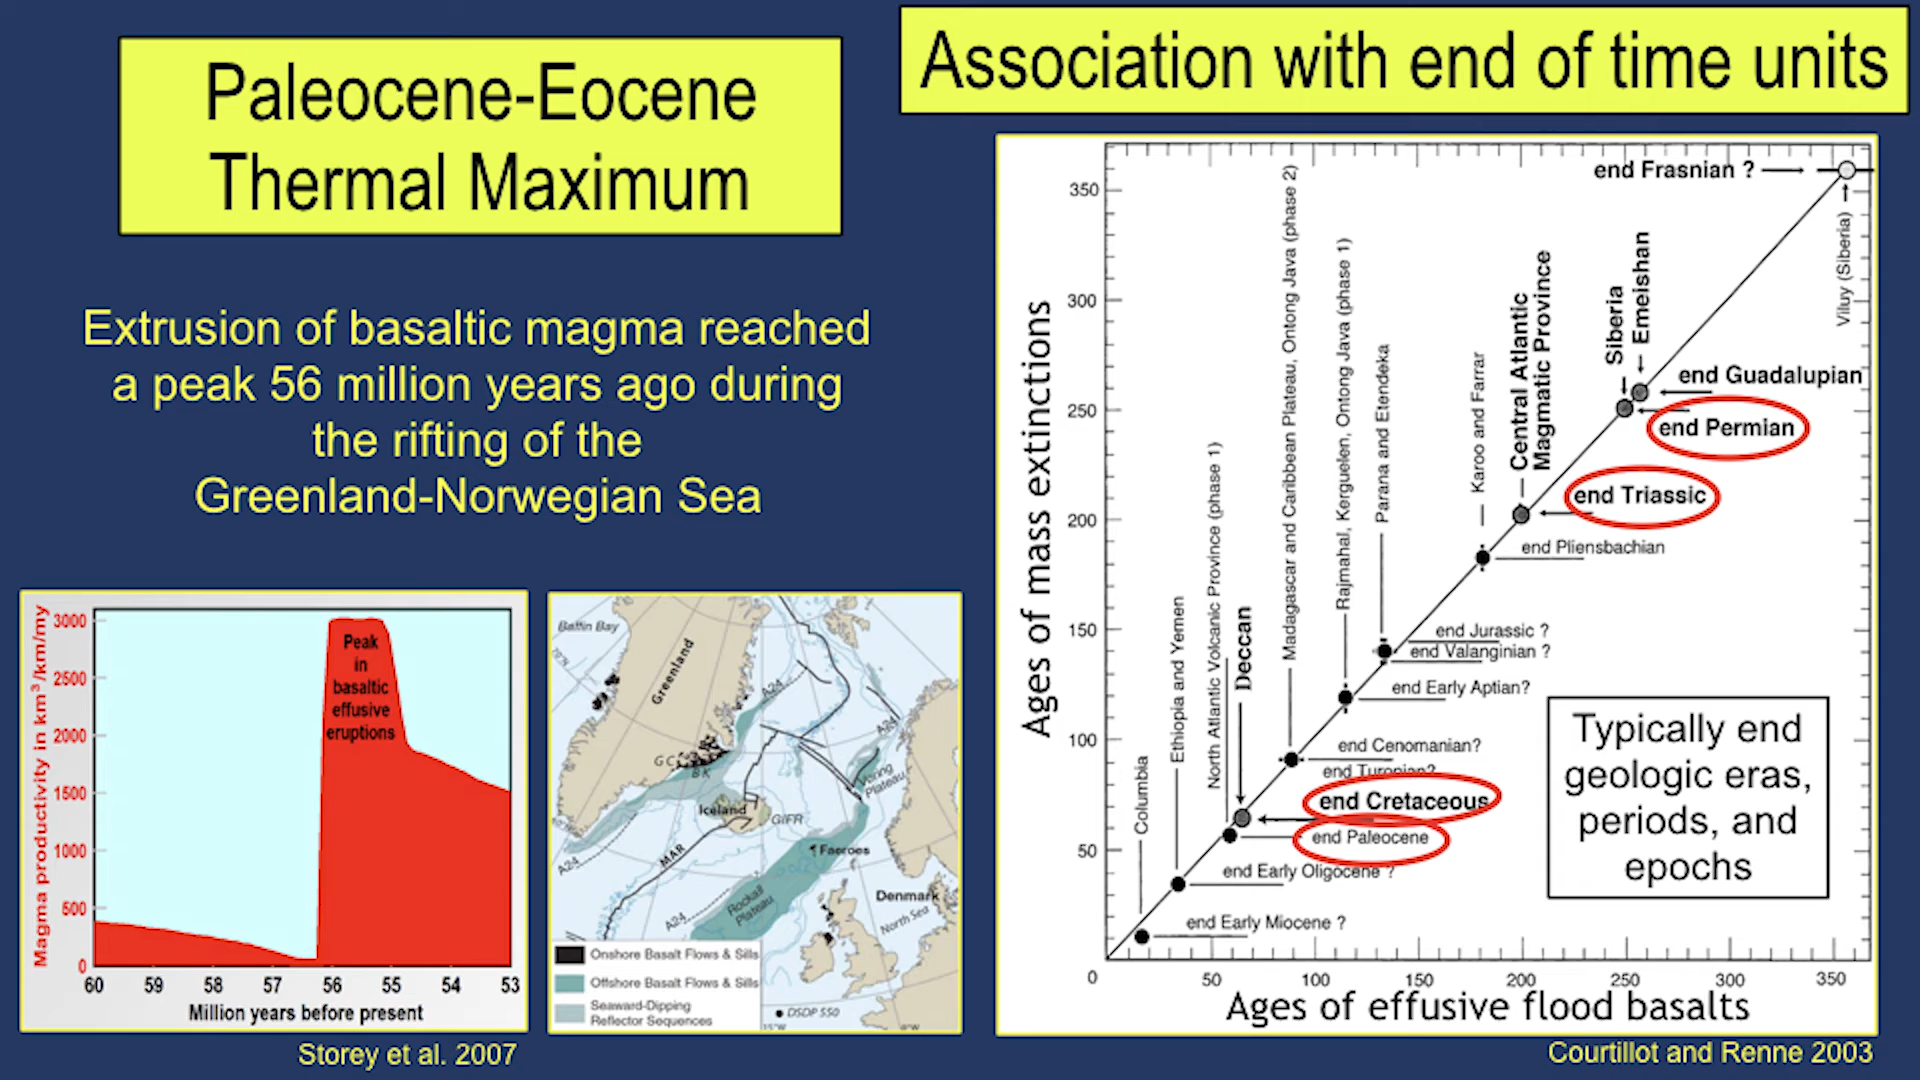 Paleocene-Eocene
Thermal Maximum
Association with end of time units
Extrusion of basaltic magma reached
a peak 56 million years ago during
the rifting of the
Greenland-Norwegian Sea
Magma productivity in km³/km/my
3000
2500
2000
1500
1000
500
0
Peak
in
basaltic
effusive
eruptions
60 59 58 57 56 55 54 53
Million years before present
Storey et al. 2007
Baffin Bay
70°N
Greenland
A24
A24
GC
BK
Vöring
Plateau
Iceland
GIFR
60°N
A24
MAR
Faeroes
Rockall
Plateau
A24
Denmark
North Sea
Onshore Basalt Flows & Sills
Offshore Basalt Flows & Sills
Seaward-Dipping
Reflector Sequences
DSDP 550
15°W
0°W
Ages of mass extinctions
350
300
250
200
150
100
50
0 50 100 150 200 250 300 350
Ages of effusive flood basalts
end Frasnian ?
Viluy (Siberia)
Emeishan
Siberia
end Guadalupian
end Permian
Central Atlantic
Magmatic Province
end Triassic
Karoo and Farrar
end Pliensbachian
Parana and Etendeka
end Jurassic ?
end Valanginian ?
Rajmahal, Kerguelen, Ontong Java (phase 1)
end Early Aptian?
Madagascar and Caribbean Plateau, Ontong Java (phase 2)
end Cenomanian?
end Turonian?
Deccan
end Cretaceous
North Atlantic Volcanic Province (phase 1)
end Paleocene
Ethiopia and Yemen
end Early Oligocene ?
Columbia
end Early Miocene ?
Typically end
geologic eras,
periods, and
epochs
Courtillot and Renne 2003